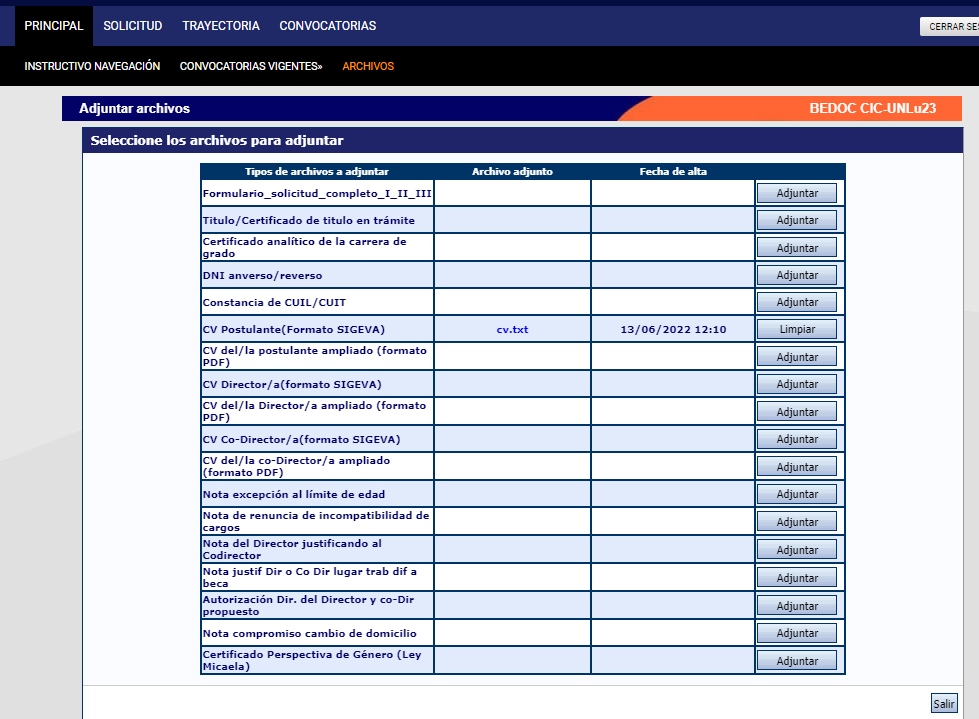 PRINCIPAL SOLICITUD TRAYECTORIA CONVOCATORIAS
CERRAR SE
INSTRUCTIVO NAVEGACIÓN CONVOCATORIAS VIGENTES» ARCHIVOS
Adjuntar archivos BEDOC CIC-UNLu23
Seleccione los archivos para adjuntar
Tipos de archivos a adjuntar Archivo adjunto Fecha de alta
Formulario_solicitud_completo_I_II_III Adjuntar
Titulo/Certificado de titulo en trámite Adjuntar
Certificado analítico de la carrera de
grado Adjuntar
DNI anverso/reverso Adjuntar
Constancia de CUIL/CUIT Adjuntar
CV Postulante(Formato SIGEVA) cv.txt 13/06/2022 12:10 Limpiar
CV del/la postulante ampliado (formato
PDF) Adjuntar
CV Director/a(formato SIGEVA) Adjuntar
CV del/la Director/a ampliado (formato
PDF) Adjuntar
CV Co-Director/a(formato SIGEVA) Adjuntar
CV del/la co-Director/a ampliado
(formato PDF) Adjuntar
Nota excepción al límite de edad Adjuntar
Nota de renuncia de incompatibilidad de
cargos Adjuntar
Nota del Director justificando al
Codirector Adjuntar
Nota justif Dir o Co Dir lugar trab dif a
beca Adjuntar
Autorización Dir. del Director y co-Dir
propuesto Adjuntar
Nota compromiso cambio de domicilio Adjuntar
Certificado Perspectiva de Género (Ley
Micaela) Adjuntar
Salir